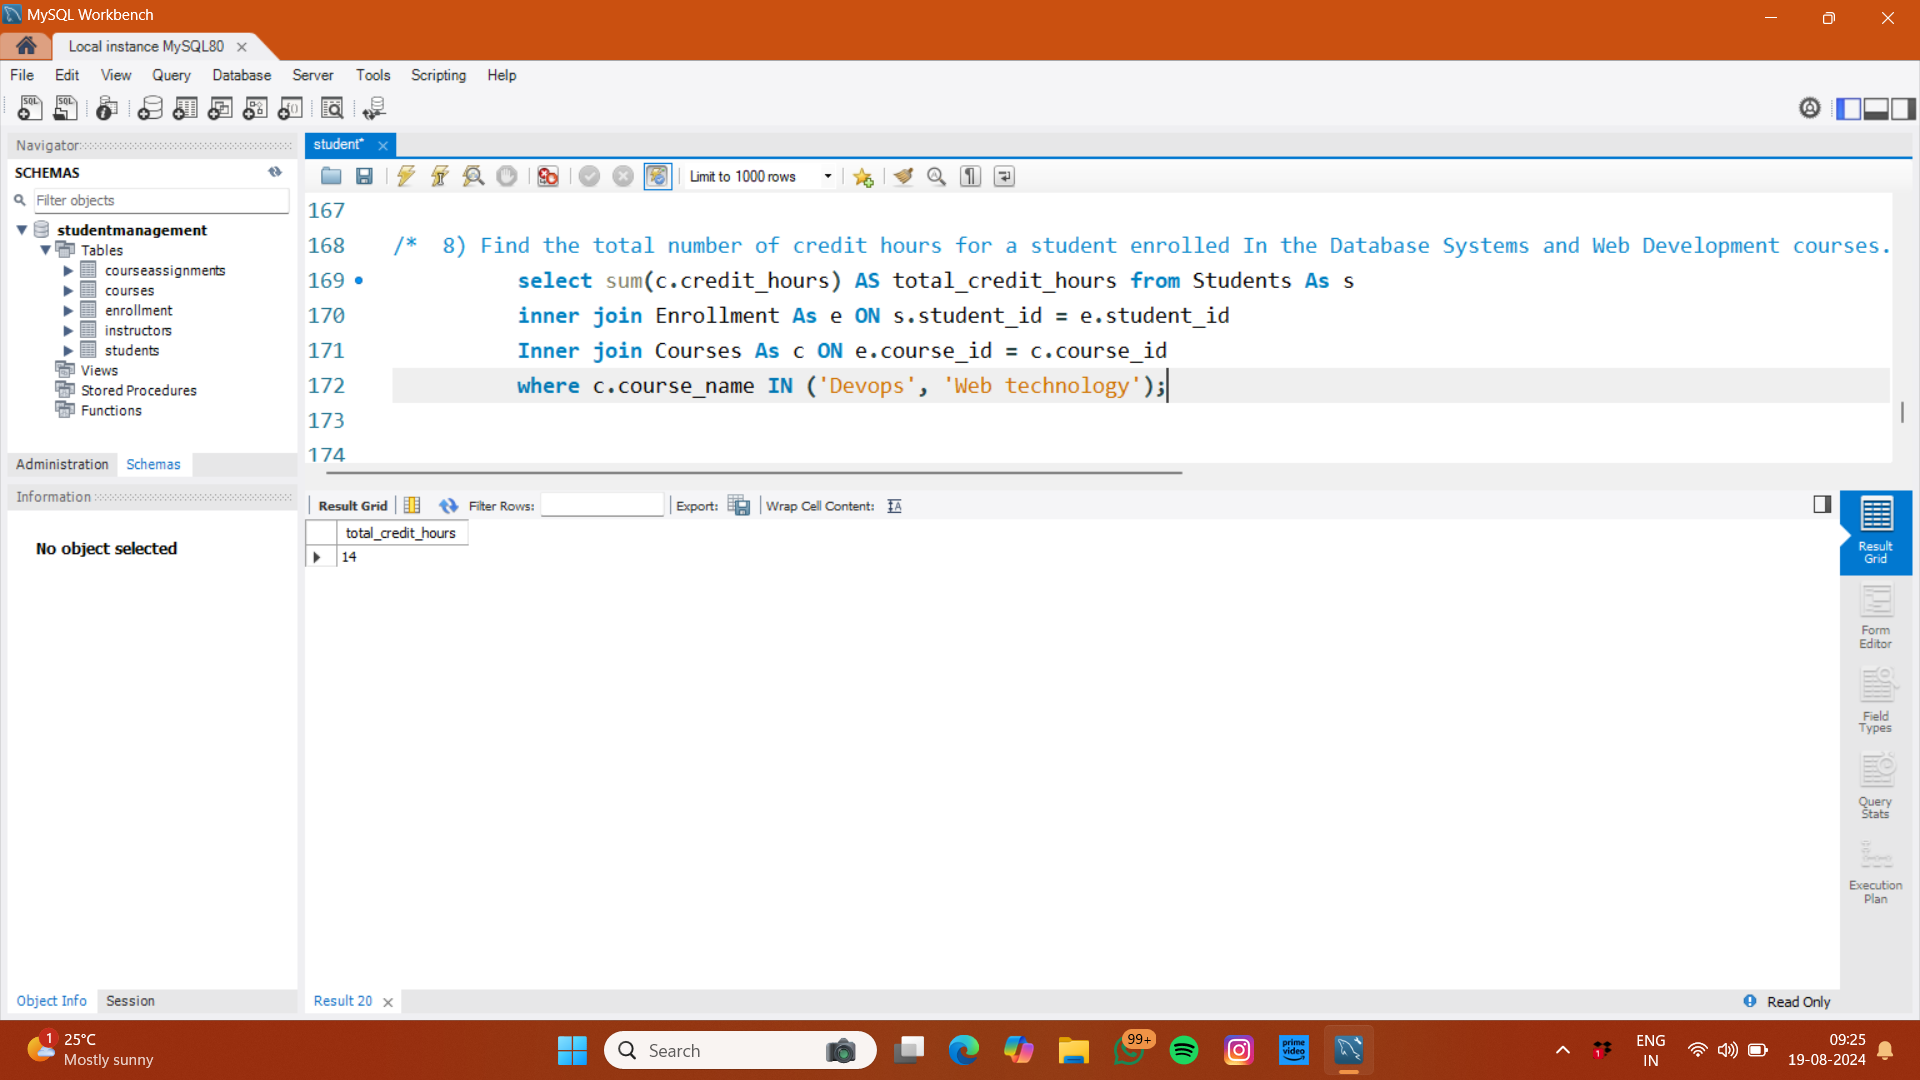 MySQL Workbench
Local instance MySQL80
File Edit View Query Database Server Tools Scripting Help
Navigator
SCHEMAS
Filter objects
studentmanagement
Tables
courseassignments
courses
enrollment
instructors
students
Views
Stored Procedures
Functions
Administration Schemas
Information
No object selected
Object Info Session
student*
Limit to 1000 rows
167
168 /* 8) Find the total number of credit hours for a student enrolled In the Database Systems and Web Development courses.
169 select sum(c.credit_hours) AS total_credit_hours from Students As s
170 inner join Enrollment As e ON s.student_id = e.student_id
171 Inner join Courses As c ON e.course_id = c.course_id
172 where c.course_name IN ('Devops', 'Web technology');
173
174
Result Grid Filter Rows: Export: Wrap Cell Content:
total_credit_hours
14
Result Grid
Form Editor
Field Types
Query Stats
Execution Plan
Result 20
Read Only
1
25°C
Mostly sunny
Search
99+
prime video
1
ENG
IN
09:25
19-08-2024